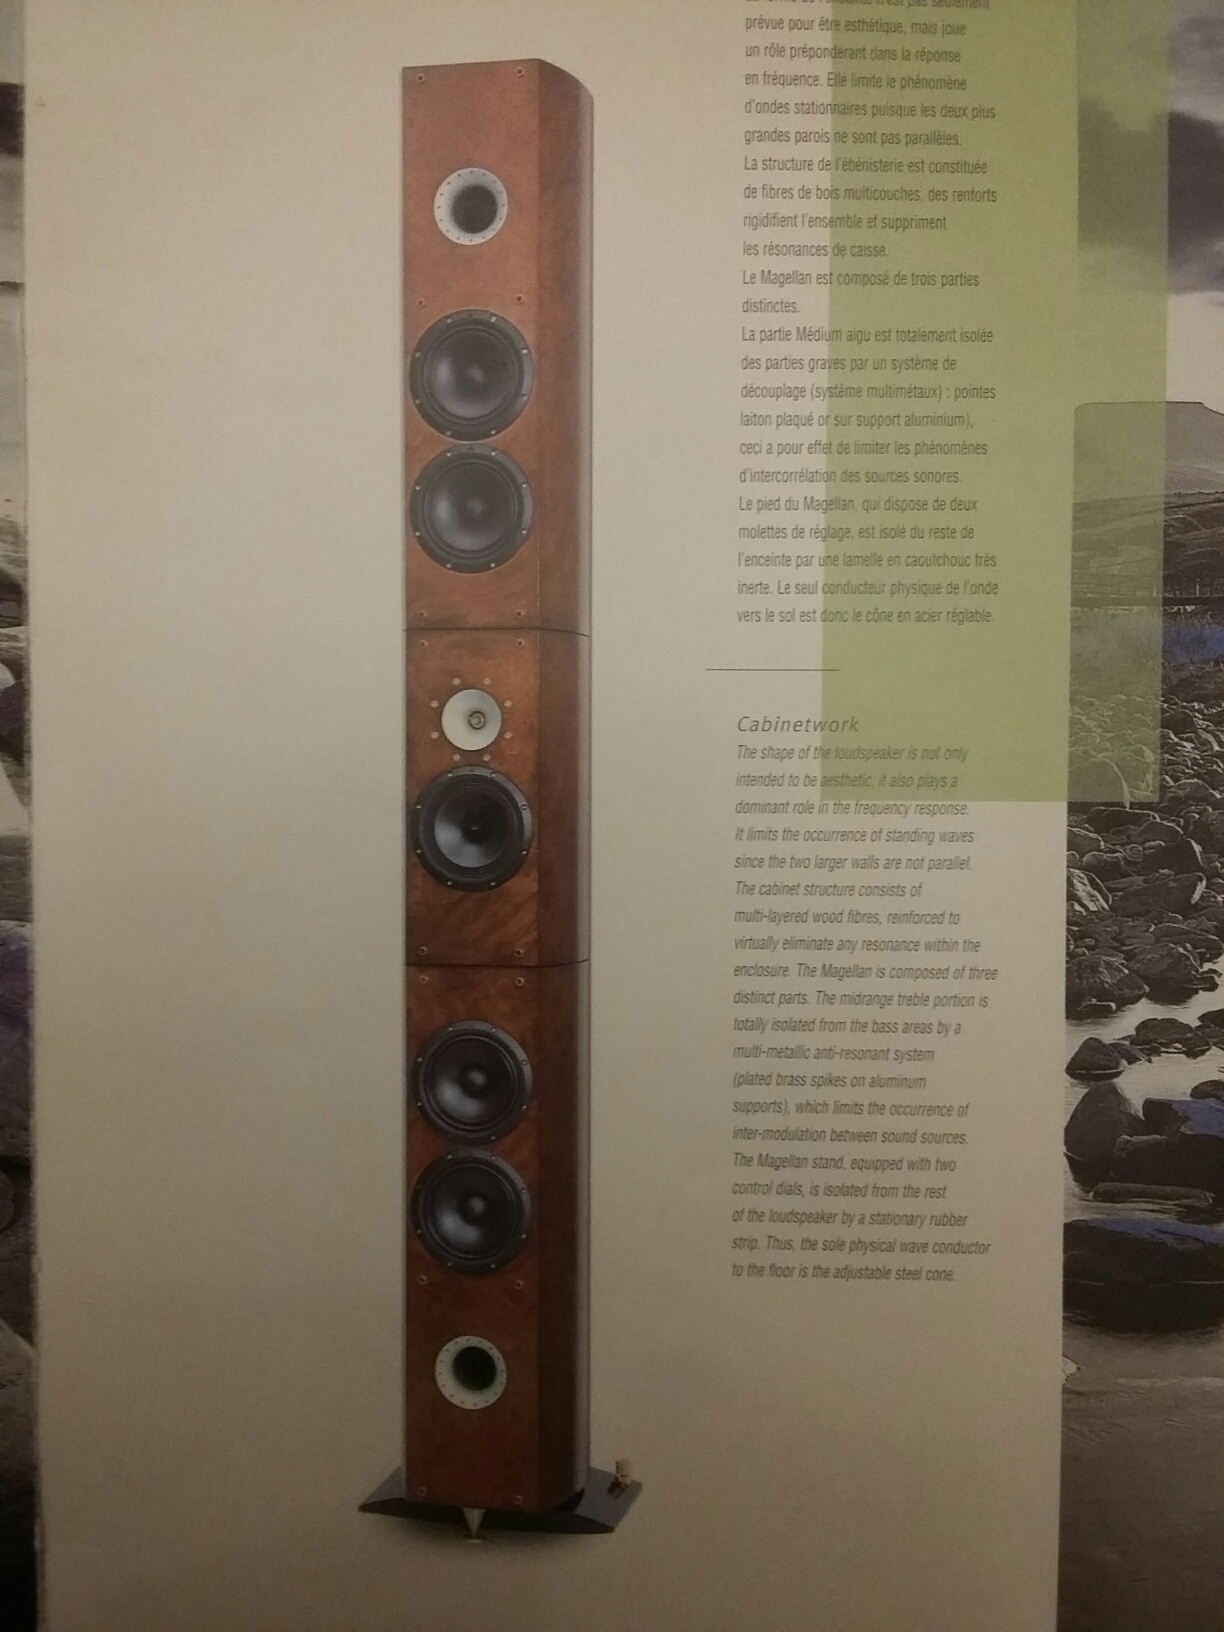 prévue pour être esthétique, mais joue
un rôle prépondérant dans la réponse
en fréquence. Elle limite le phénomène
d'ondes stationnaires puisque les deux plus
grandes parois ne sont pas parallèles.
La structure de l'ébénisterie est constituée
de fibres de bois multicouches, des renforts
rigidifient l'ensemble et suppriment
les résonances de caisse.
Le Magellan est composé de trois parties
distinctes.
La partie Médium aigu est totalement isolée
des parties graves par un système de
découplage (système multimétaux) : pointes
laiton plaqué or sur support aluminium),
ceci a pour effet de limiter les phénomènes
d'intercorrélation des sources sonores.
Le pied du Magellan, qui dispose de deux
molettes de réglage, est isolé du reste de
l'enceinte par une lamelle en caoutchouc très
inerte. Le seul conducteur physique de l'onde
vers le sol est donc le cône en acier réglable.
Cabinetwork
The shape of the loudspeaker is not only
intended to be aesthetic, it also plays a
dominant role in the frequency response.
It limits the occurrence of standing waves
since the two larger walls are not parallel.
The cabinet structure consists of
multi-layered wood fibres, reinforced to
virtually eliminate any resonance within the
enclosure. The Magellan is composed of three
distinct parts. The midrange treble portion is
totally isolated from the bass areas by a
multi-metallic anti-resonant system
(plated brass spikes on aluminum
supports), which limits the occurrence of
inter-modulation between sound sources.
The Magellan stand, equipped with two
control dials, is isolated from the rest
of the loudspeaker by a stationary rubber
strip. Thus, the sole physical wave conductor
to the floor is the adjustable steel cone.